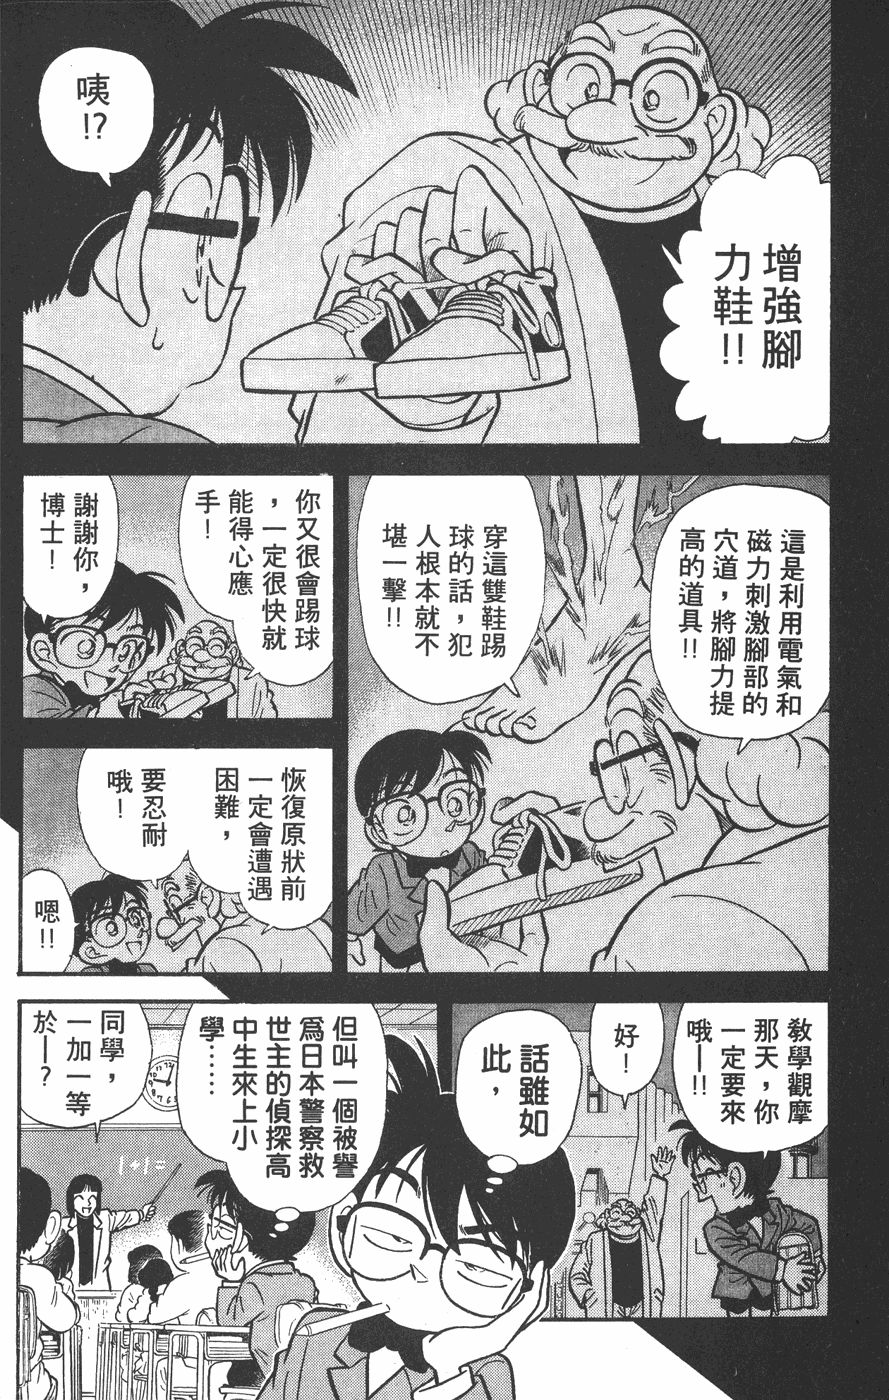 增強腳
力鞋!!
咦
!?
這是利用電氣和
磁力刺激腳部的
穴道，將腳力提
高的道具!!
穿這雙鞋踢
球的話，犯
人根本就不
堪一擊!!
你又很會踢球
，一定很快就
能得心應
手！
謝謝你，
博士！
恢復原狀前
一定會遭遇
困難，
要忍耐
哦！
嗯!!
教學觀摩
那天，你
一定要來
哦—!!
好！
話雖如
此，
但叫一個被譽
爲日本警察救
世主的偵探高
中生來上小
學……
同學，
一加一等
於—?
1+1=